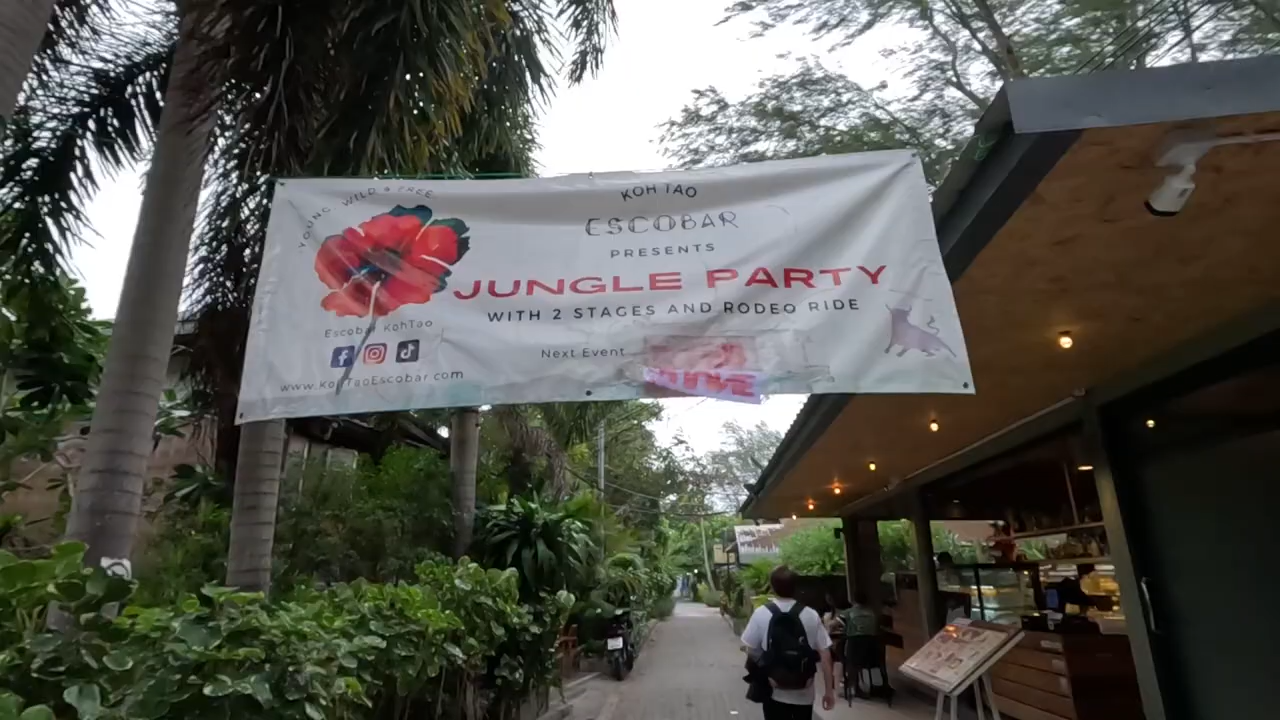 YOUNG WILD & FREE
KOH TAO
ESCOBAR
PRESENTS
JUNGLE PARTY
WITH 2 STAGES AND RODEO RIDE
Escobar KohTao
Next Event
www.KohTaoEscobar.com